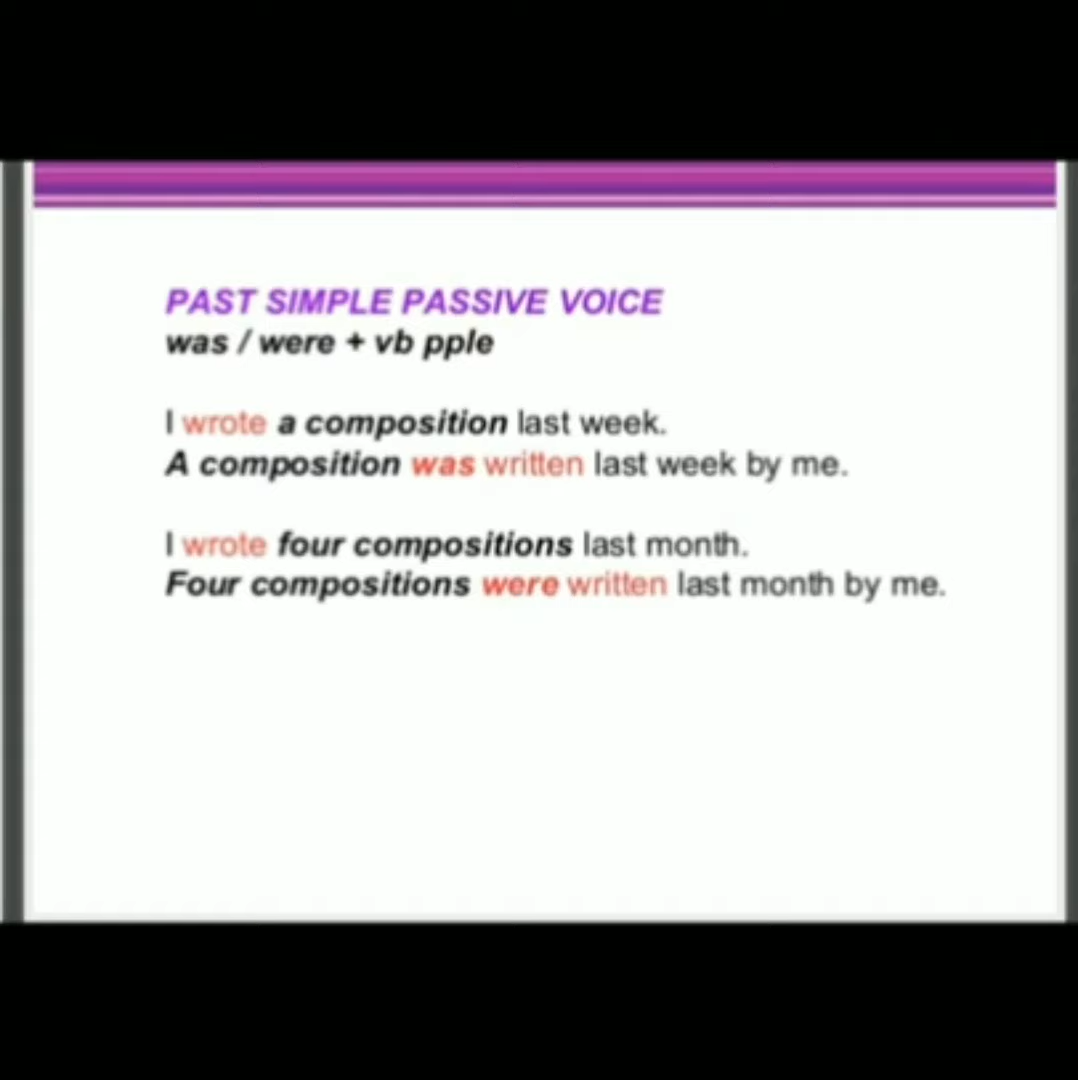 PAST SIMPLE PASSIVE VOICE
was / were + vb pple
I wrote a composition last week.
A composition was written last week by me.
I wrote four compositions last month.
Four compositions were written last month by me.